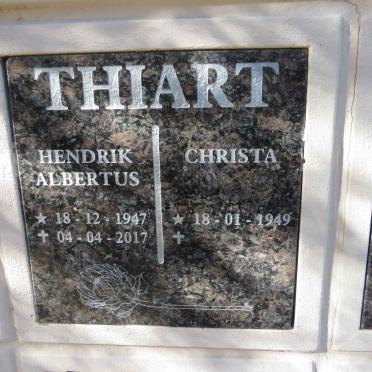 THIART
HENDRIK
ALBERTUS
★ 18 - 12 - 1947
✝ 04 - 04 - 2017
CHRISTA
★ 18 - 01 - 1949
✝